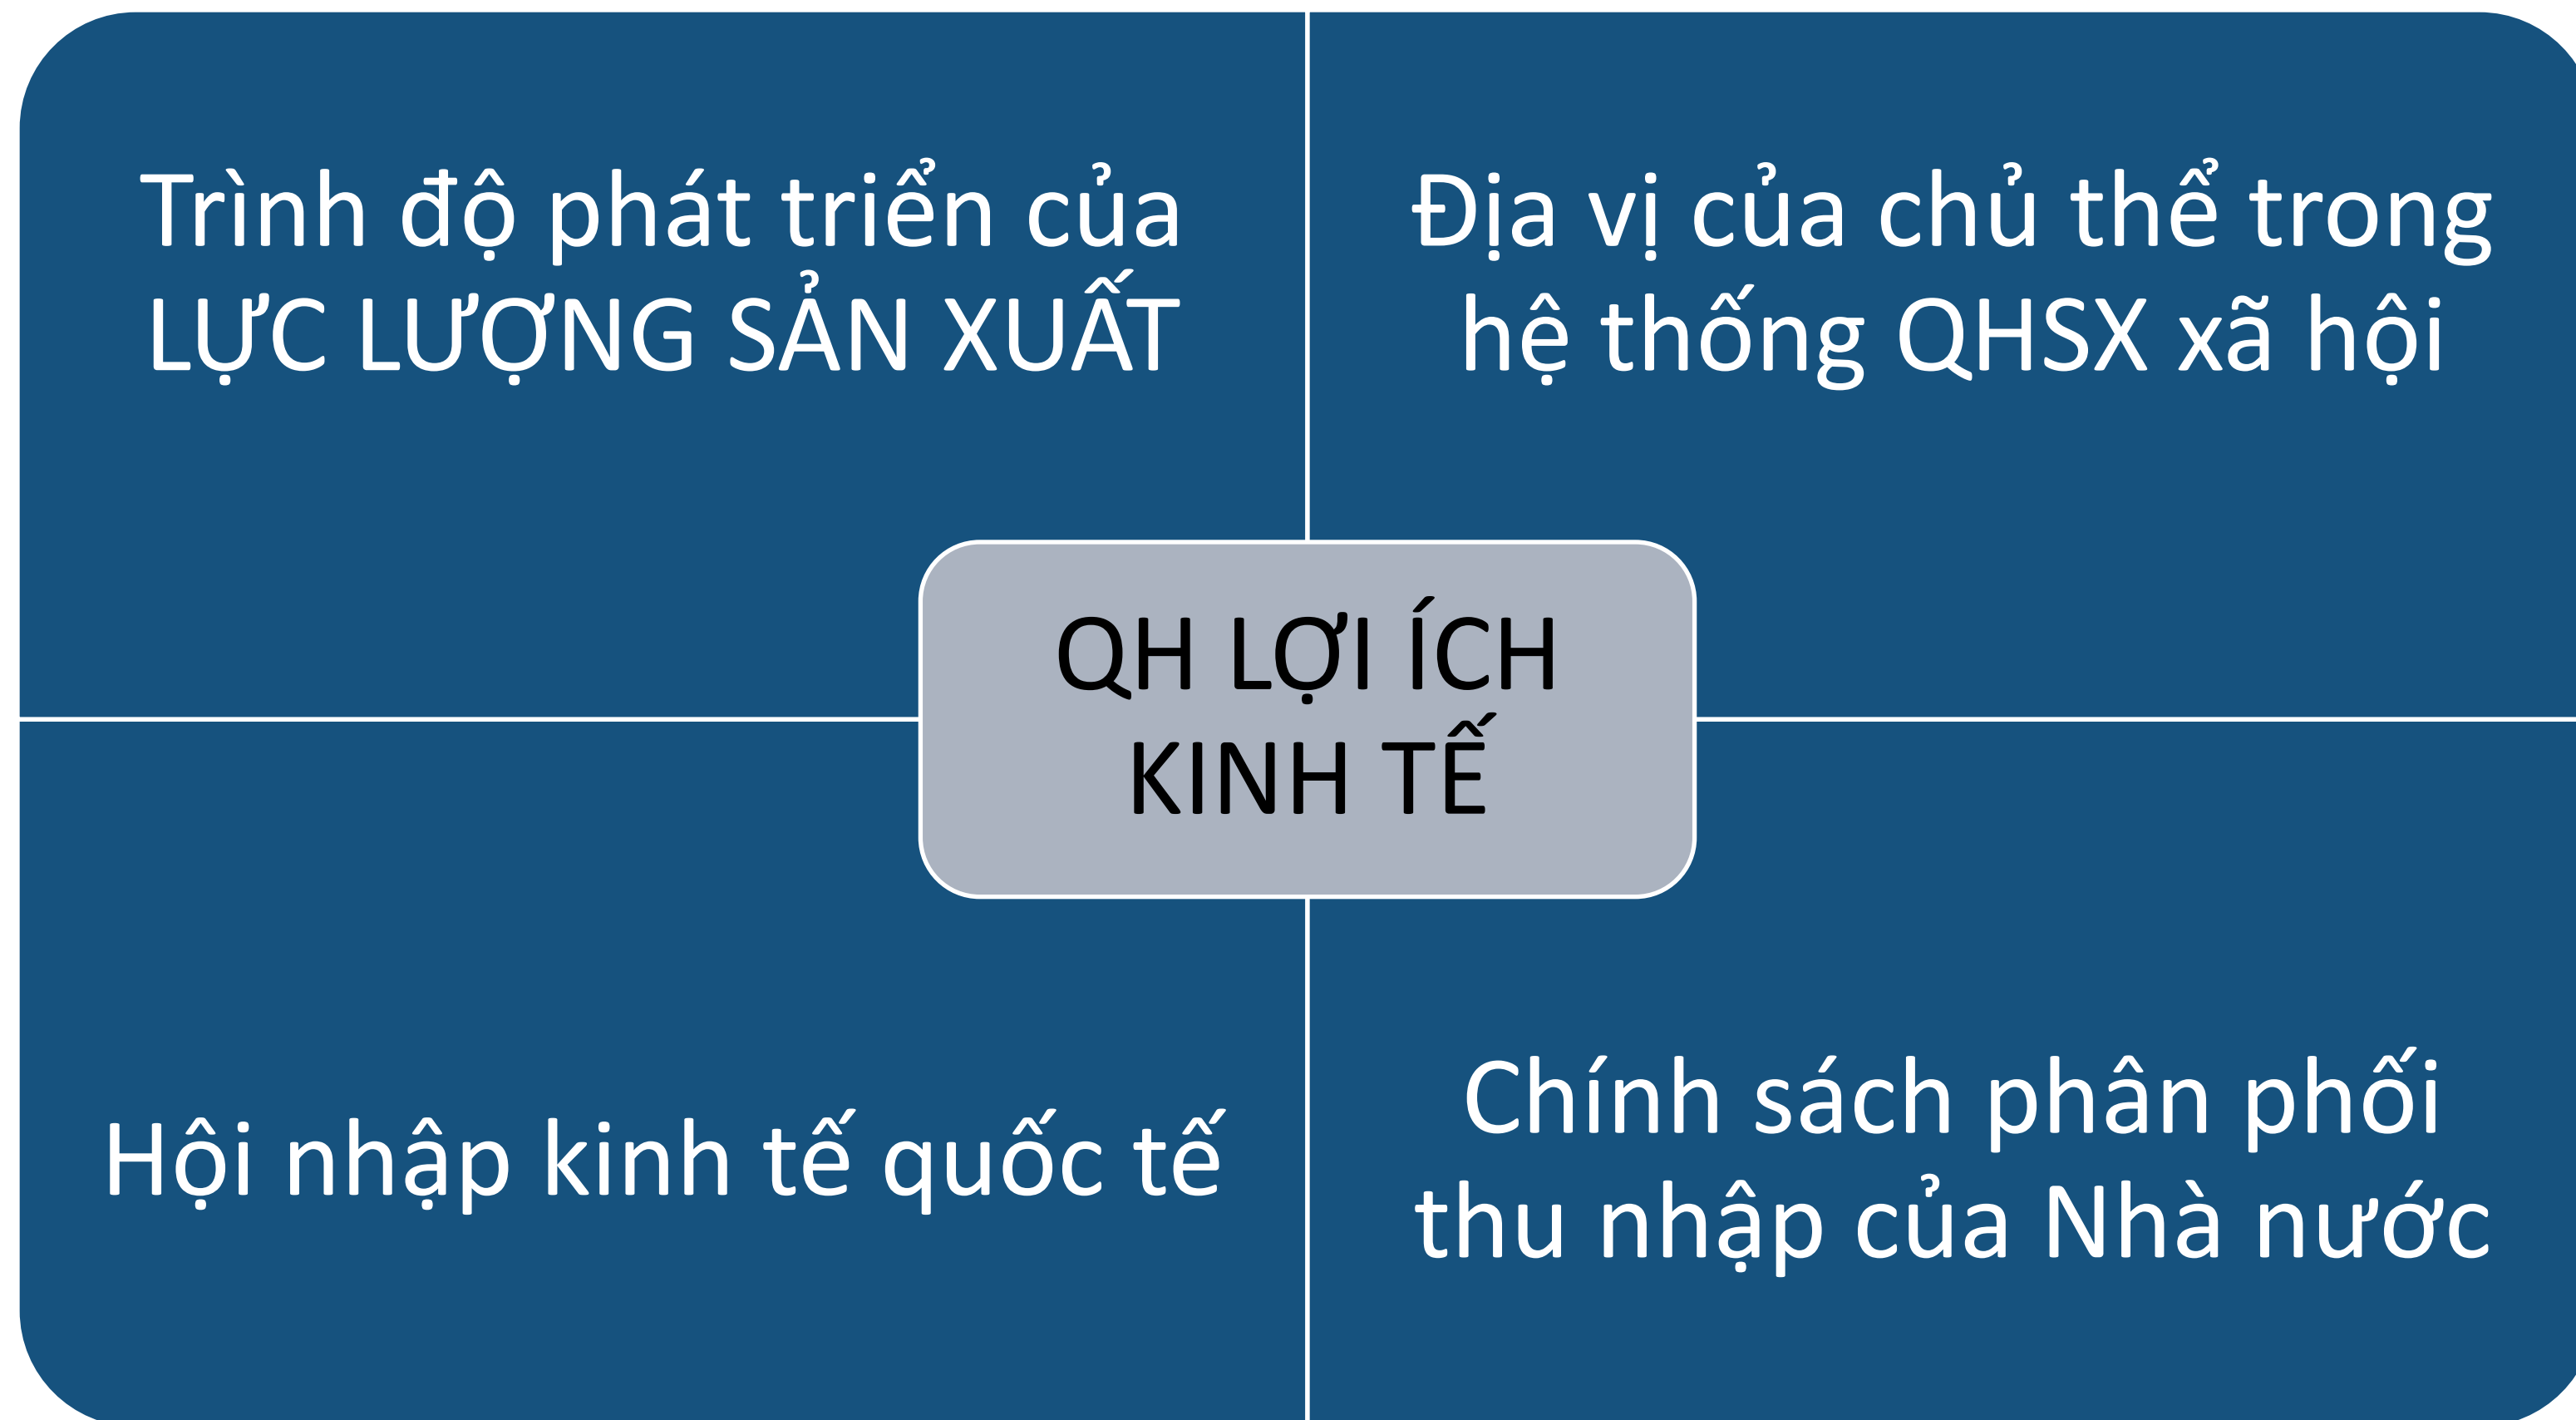 Trình độ phát triển của
LỰC LƯỢNG SẢN XUẤT
Địa vị của chủ thể trong
hệ thống QHSX xã hội
QH LỢI ÍCH
KINH TẾ
Hội nhập kinh tế quốc tế
Chính sách phân phối
thu nhập của Nhà nước